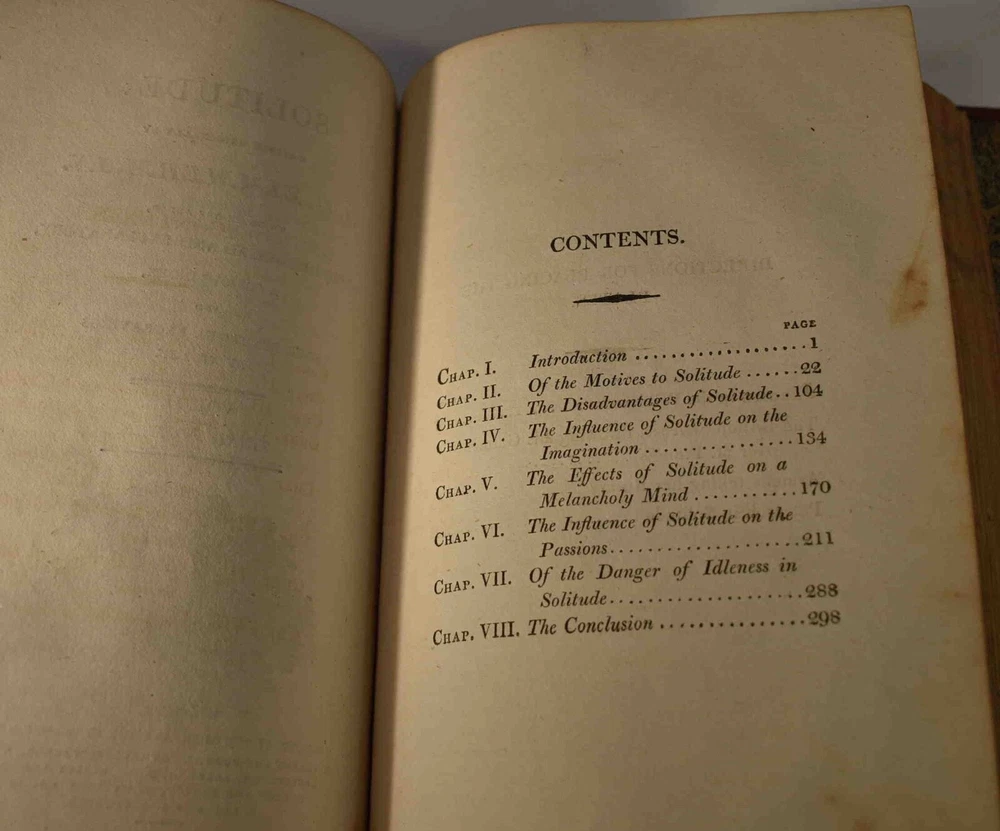 CONTENTS.
PAGE
CHAP. I. Introduction ...................1
CHAP. II. Of the Motives to Solitude ......22
CHAP. III. The Disadvantages of Solitude..104
CHAP. IV. The Influence of Solitude on the
Imagination ................134
CHAP. V. The Effects of Solitude on a
Melancholy Mind ...........170
CHAP. VI. The Influence of Solitude on the
Passions....................211
CHAP. VII. Of the Danger of Idleness in
Solitude....................288
CHAP. VIII. The Conclusion ...............298